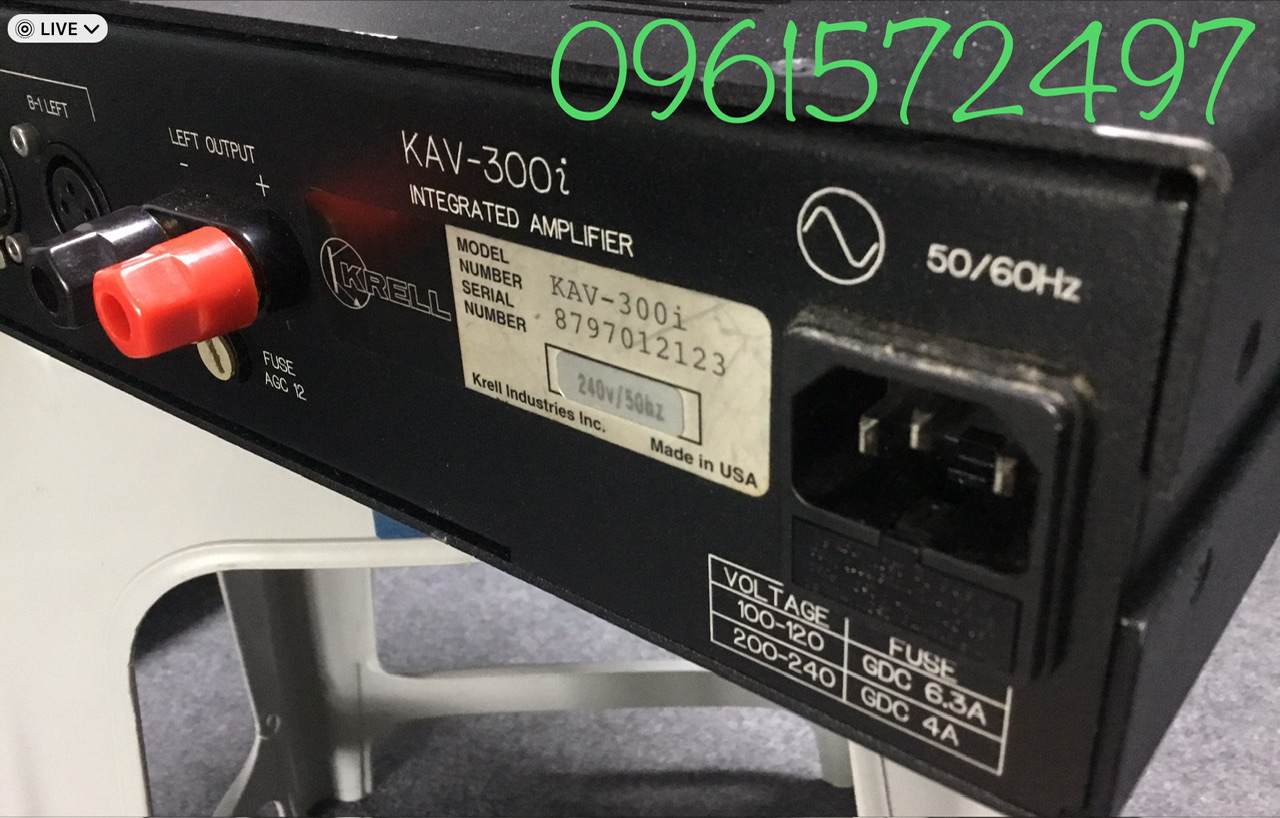 LIVE
0961572497
B-1 LEFT
LEFT OUTPUT
- +
KAV-300i
INTEGRATED AMPLIFIER
KRELL
MODEL
NUMBER KAV-300i
SERIAL
NUMBER 8797012123
240v/50hz
Krell Industries Inc.
Made in USA
50/60Hz
FUSE
AGC 12
VOLTAGE FUSE
100-120 GDC 6.3A
200-240 GDC 4A